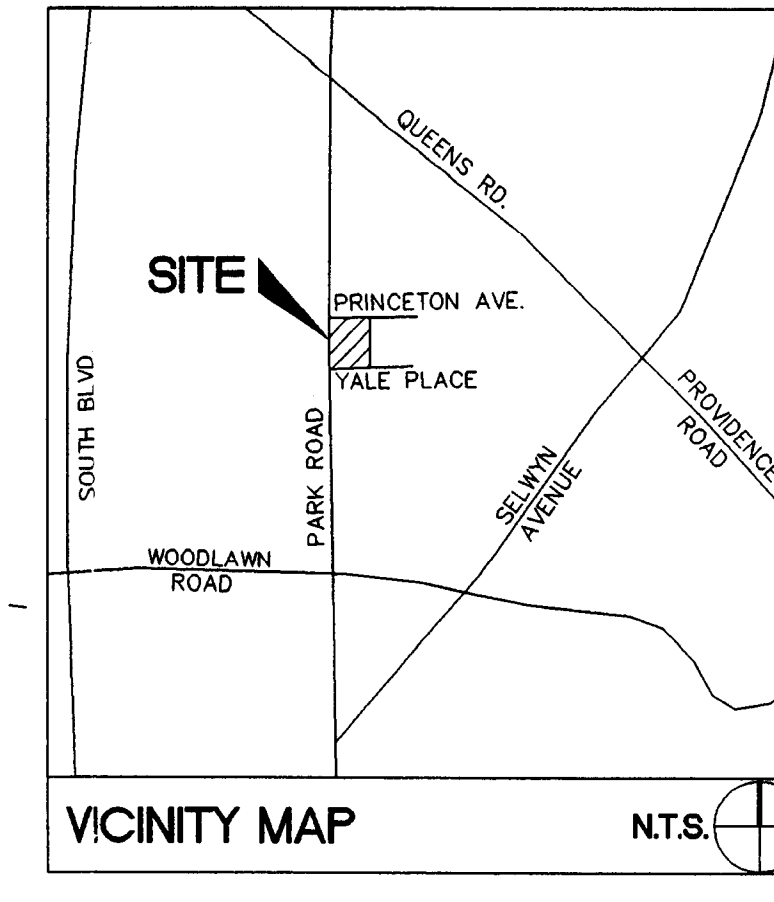 QUEENS RD.
SITE
PRINCETON AVE.
YALE PLACE
SOUTH BLVD
PARK ROAD
PROVIDENCE
ROAD
SELWYN
AVENUE
WOODLAWN
ROAD
VICINITY MAP
N.T.S.